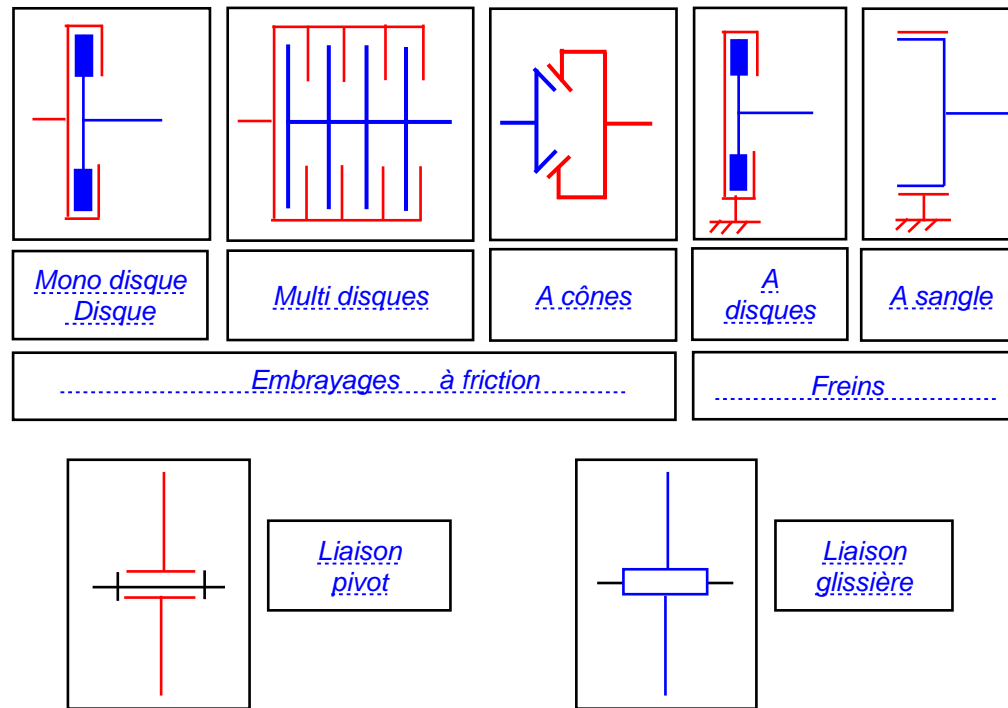 Mono disque
Disque
Multi disques
A cônes
A
disques
A sangle
Embrayages à friction
Freins
Liaison
pivot
Liaison
glissière